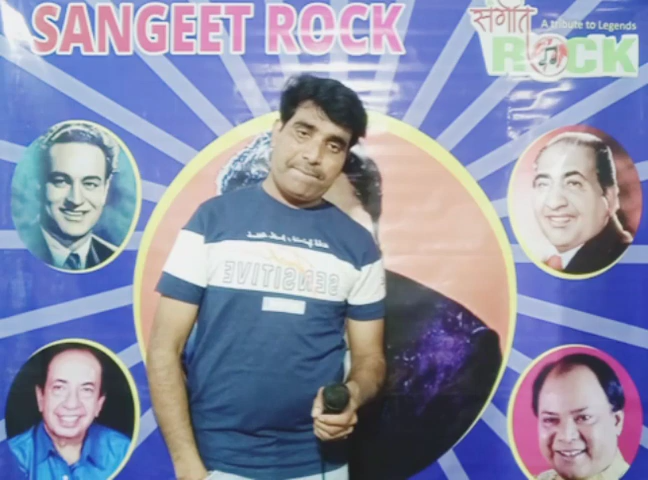 SANGEET ROCK
संगीत
A tribute to Legends
ROCK
SENSITIVE